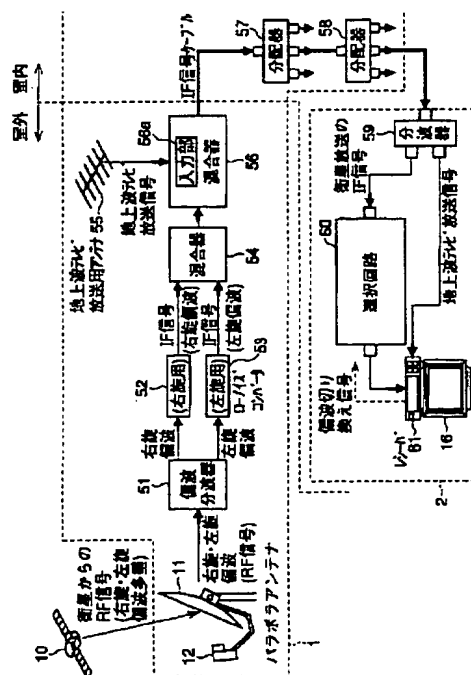 屋外
室内
10
衛星からの
RF信号
(右旋・左旋
偏波多重)
11
12
パラボラアンテナ
右旋・左旋
偏波
(RF信号)
51
偏波
分波器
右旋
偏波
左旋
偏波
52
(右旋用)
(左旋用)
53
ローノイズ
コンバータ
IF信号
(右旋偏波)
IF信号
(左旋偏波)
混合器
54
地上波テレビ
放送用アンテナ
55
地上波テレビ
放送信号
56a
入力部
混合器
56
IF信号ケーブル
57
分配器
58
分配器
分波器
59
衛星放送の
IF信号
地上波テレビ放送信号
60
選択回路
偏波切り
換え信号
レシーバ
61
16
2
1